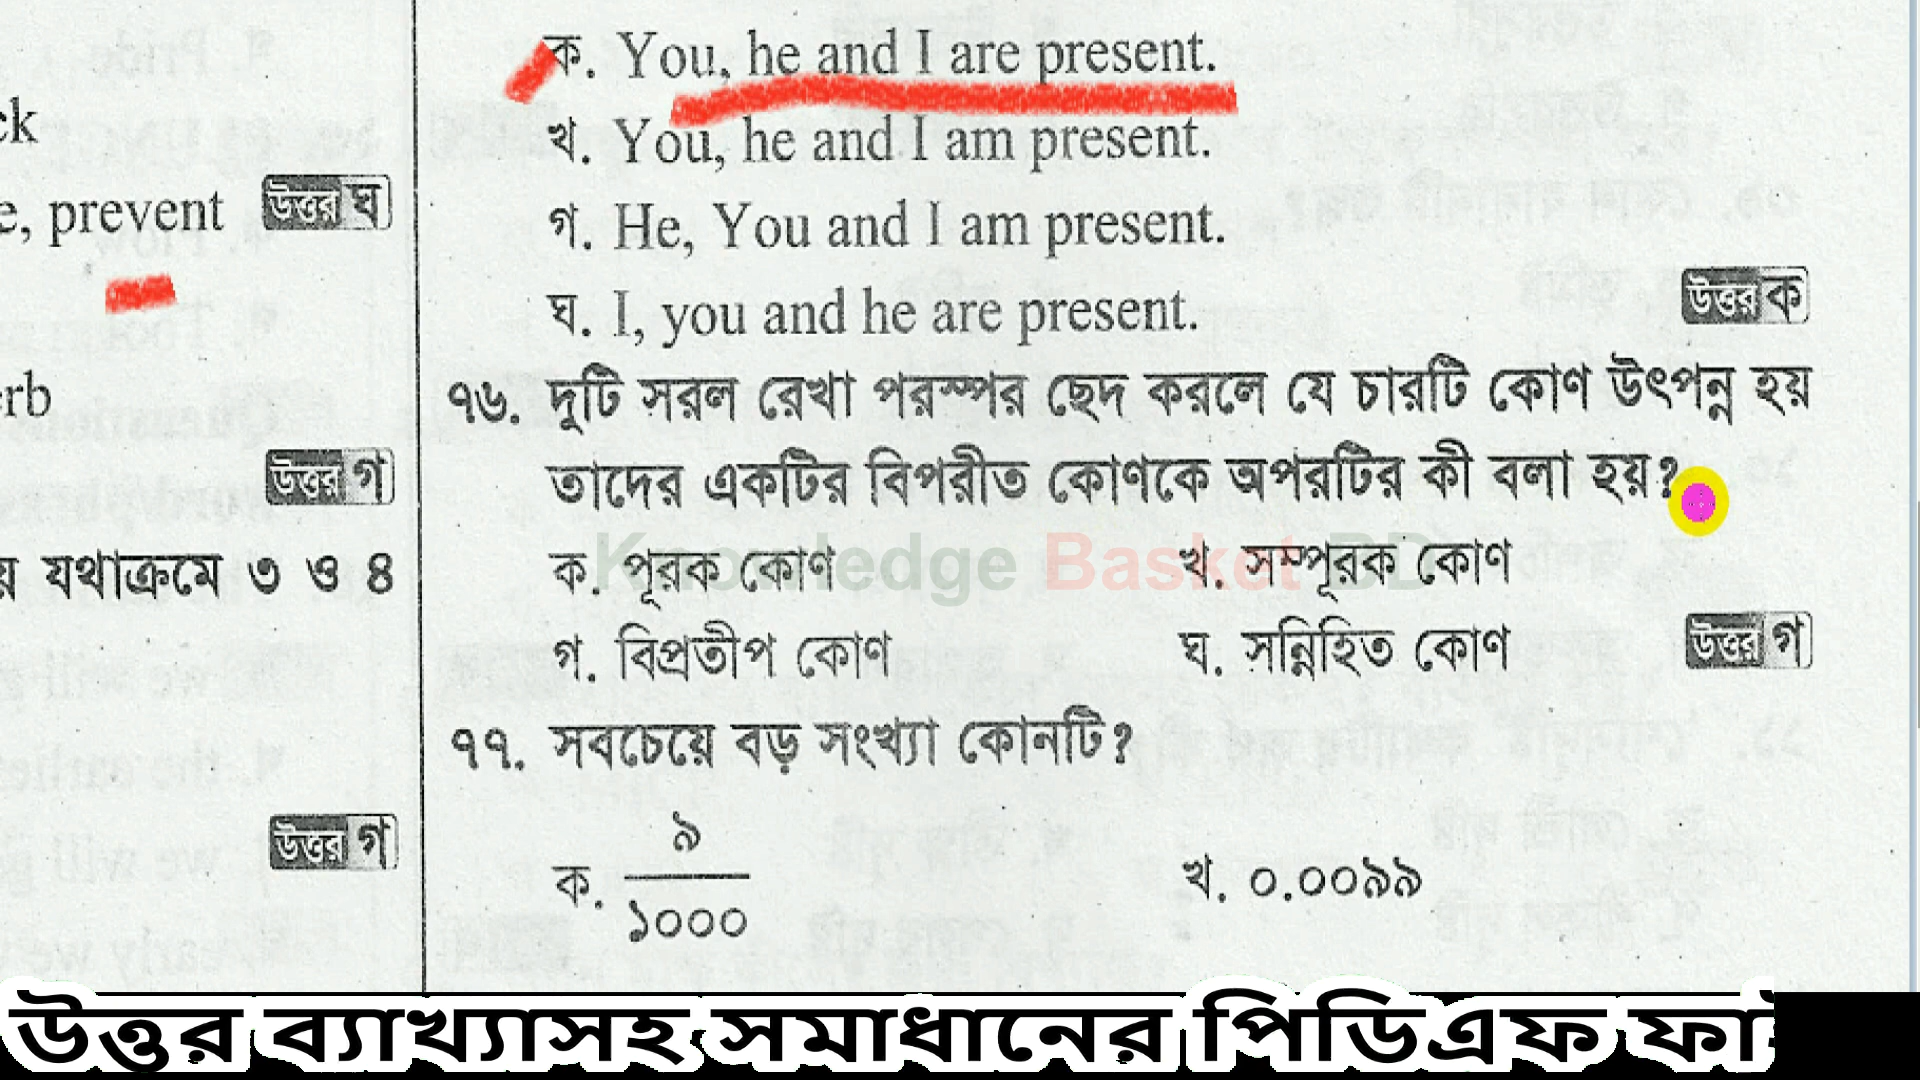 ck
e, prevent
উত্তর ঘ
rb
উত্তর গ
য় যথাক্রমে ৩ ও ৪
উত্তর গ
ক. You, he and I are present.
খ. You, he and I am present.
গ. He, You and I am present.
ঘ. I, you and he are present.
উত্তর ক
৭৬. দুটি সরল রেখা পরস্পর ছেদ করলে যে চারটি কোণ উৎপন্ন হয়
তাদের একটির বিপরীত কোণকে অপরটির কী বলা হয়?
Knowledge Basket BD
ক. পূরক কোণ খ. সম্পূরক কোণ
গ. বিপ্রতীপ কোণ ঘ. সন্নিহিত কোণ
উত্তর গ
৭৭. সবচেয়ে বড় সংখ্যা কোনটি?
ক. ৯/১০০০ খ. ০.০০৯৯
উত্তর ব্যাখ্যাসহ সমাধানের পিডিএফ ফা